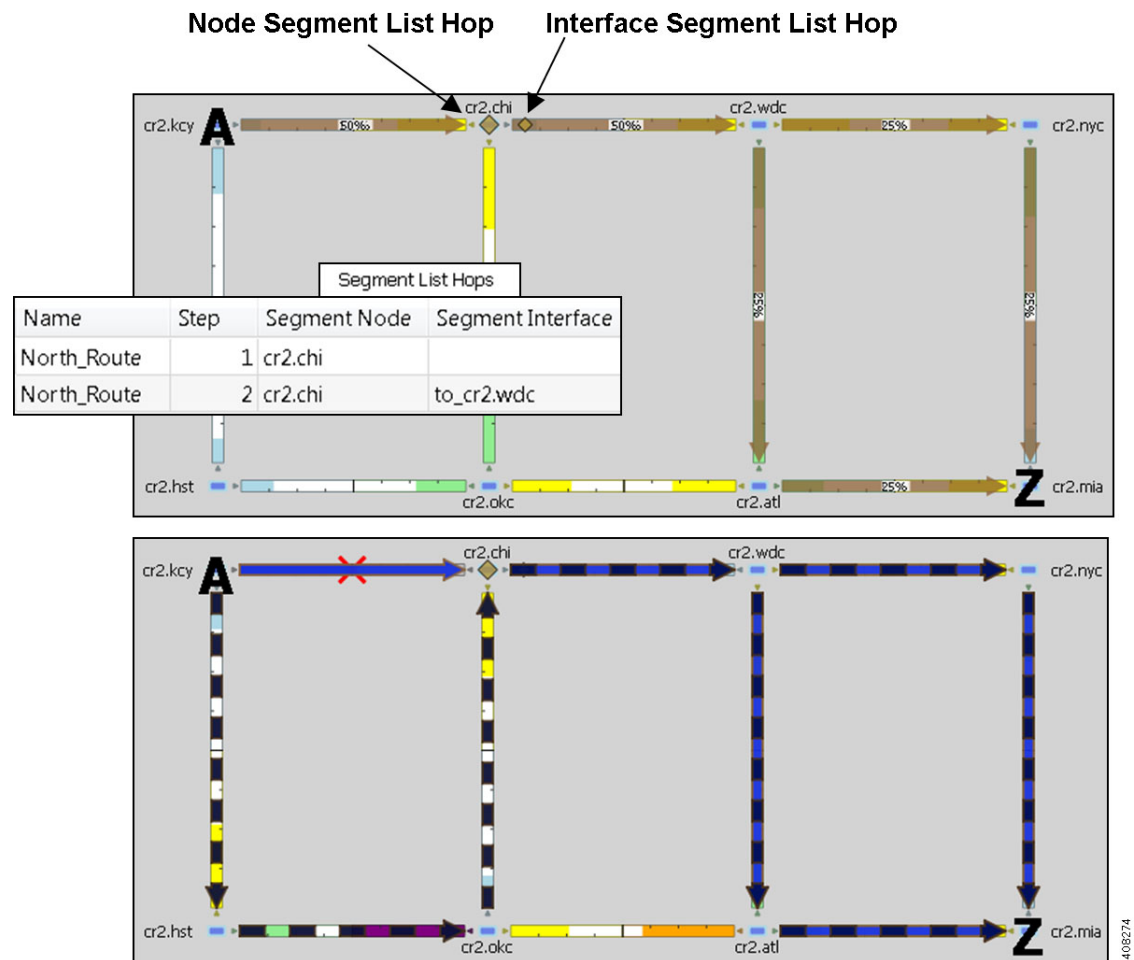 Node Segment List Hop Interface Segment List Hop
cr2.chi cr2.wdc
cr2.kcy A 50% 50% 25% cr2.nyc
25% 25%
Segment List Hops
Name Step Segment Node Segment Interface
North_Route 1 cr2.chi
North_Route 2 cr2.chi to_cr2.wdc
cr2.hst 25% Z cr2.mia
cr2.okc cr2.atl
cr2.chi cr2.wdc
cr2.kcy A cr2.nyc
cr2.hst Z cr2.mia
cr2.okc cr2.atl
408274